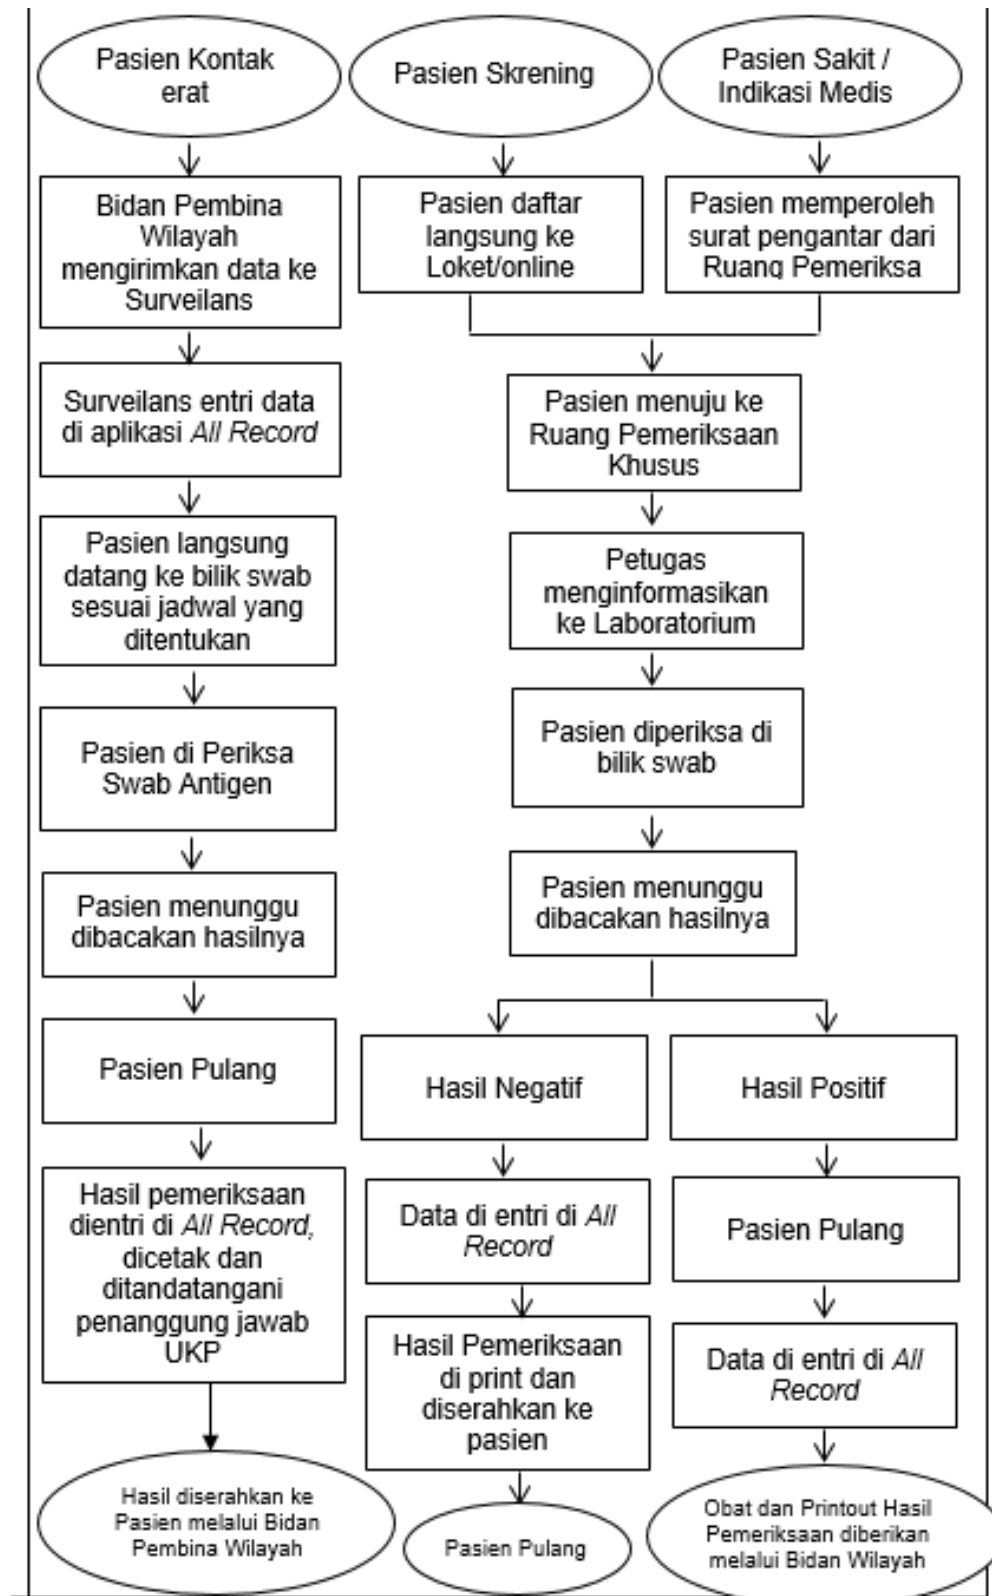 Pasien Kontak
erat
Pasien Skrening
Pasien Sakit /
Indikasi Medis
Bidan Pembina
Wilayah
mengirimkan data ke
Surveilans
Pasien daftar
langsung ke
Loket/online
Pasien memperoleh
surat pengantar dari
Ruang Pemeriksa
Surveilans entri data
di aplikasi All Record
Pasien langsung
datang ke bilik swab
sesuai jadwal yang
ditentukan
Pasien di Periksa
Swab Antigen
Pasien menunggu
dibacakan hasilnya
Pasien Pulang
Hasil pemeriksaan
dientri di All Record,
dicetak dan
ditandatangani
penanggung jawab
UKP
Hasil diserahkan ke
Pasien melalui Bidan
Pembina Wilayah
Pasien menuju ke
Ruang Pemeriksaan
Khusus
Petugas
menginformasikan
ke Laboratorium
Pasien diperiksa di
bilik swab
Pasien menunggu
dibacakan hasilnya
Hasil Negatif
Data di entri di All
Record
Hasil Pemeriksaan
di print dan
diserahkan ke
pasien
Pasien Pulang
Hasil Positif
Pasien Pulang
Data di entri di All
Record
Obat dan Printout Hasil
Pemeriksaan diberikan
melalui Bidan Wilayah